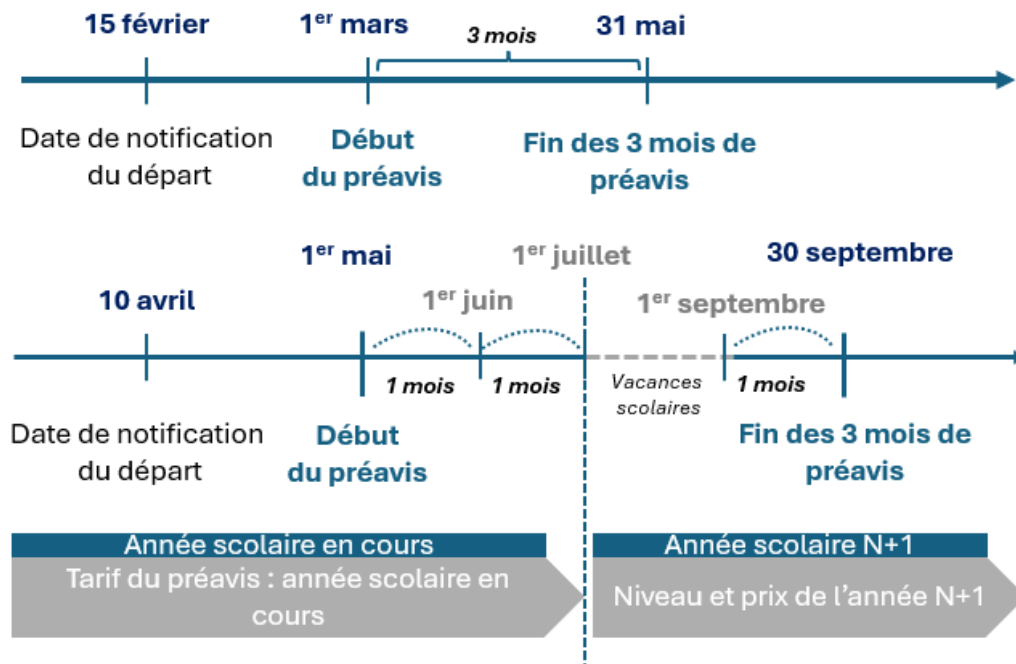 15 février
1er mars
3 mois
31 mai
Date de notification
du départ
Début
du préavis
Fin des 3 mois de
préavis
1er mai
1er juillet
30 septembre
10 avril
1er juin
1er septembre
1 mois
1 mois
Vacances
scolaires
1 mois
Date de notification
du départ
Début
du préavis
Fin des 3 mois de
préavis
Année scolaire en cours
Année scolaire N+1
Tarif du préavis : année scolaire en
cours
Niveau et prix de l’année N+1